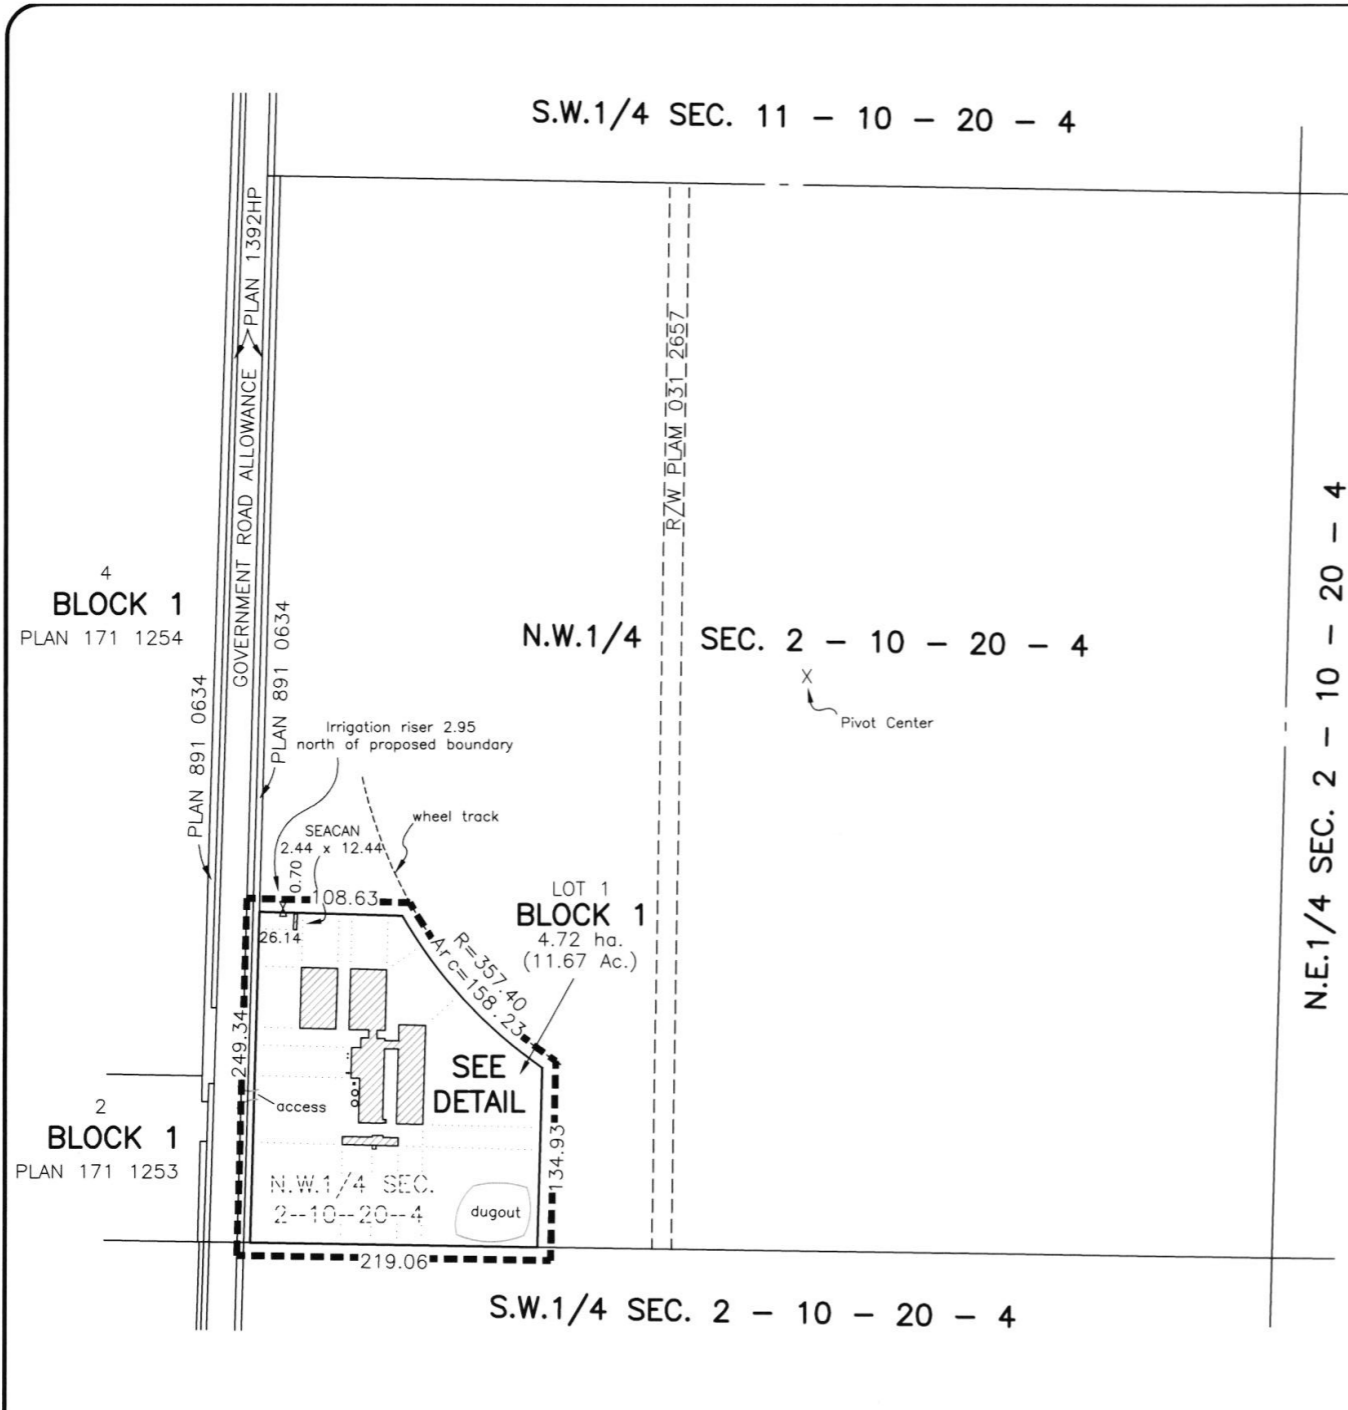 S.W.1/4 SEC. 11 - 10 - 20 - 4
PLAN 1392HP
GOVERNMENT ROAD ALLOWANCE
R/W PLAM 031 2657
4
BLOCK 1
PLAN 171 1254
PLAN 891 0634
PLAN 891 0634
N.W.1/4 SEC. 2 - 10 - 20 - 4
X
Pivot Center
N.E.1/4 SEC. 2 - 10 - 20 - 4
Irrigation riser 2.95
north of proposed boundary
wheel track
SEACAN
2.44 x 12.44
0.70
108.63
26.14
LOT 1
BLOCK 1
4.72 ha.
(11.67 Ac.)
R=357.40
Arc=158.23
249.34
SEE
DETAIL
access
2
BLOCK 1
PLAN 171 1253
134.93
N.W.1/4 SEC.
2--10--20--4
dugout
219.06
S.W.1/4 SEC. 2 - 10 - 20 - 4